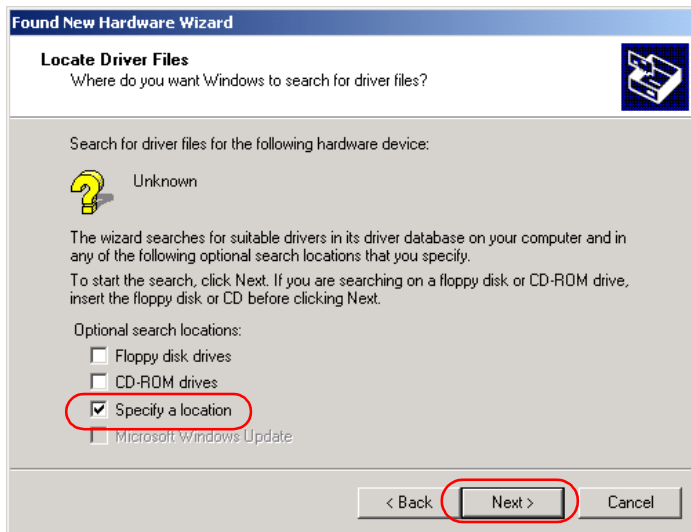 Found New Hardware Wizard
Locate Driver Files
Where do you want Windows to search for driver files?
Search for driver files for the following hardware device:
Unknown
The wizard searches for suitable drivers in its driver database on your computer and in
any of the following optional search locations that you specify.
To start the search, click Next. If you are searching on a floppy disk or CD-ROM drive,
insert the floppy disk or CD before clicking Next.
Optional search locations:
Floppy disk drives
CD-ROM drives
Specify a location
Microsoft Windows Update
< Back Next > Cancel